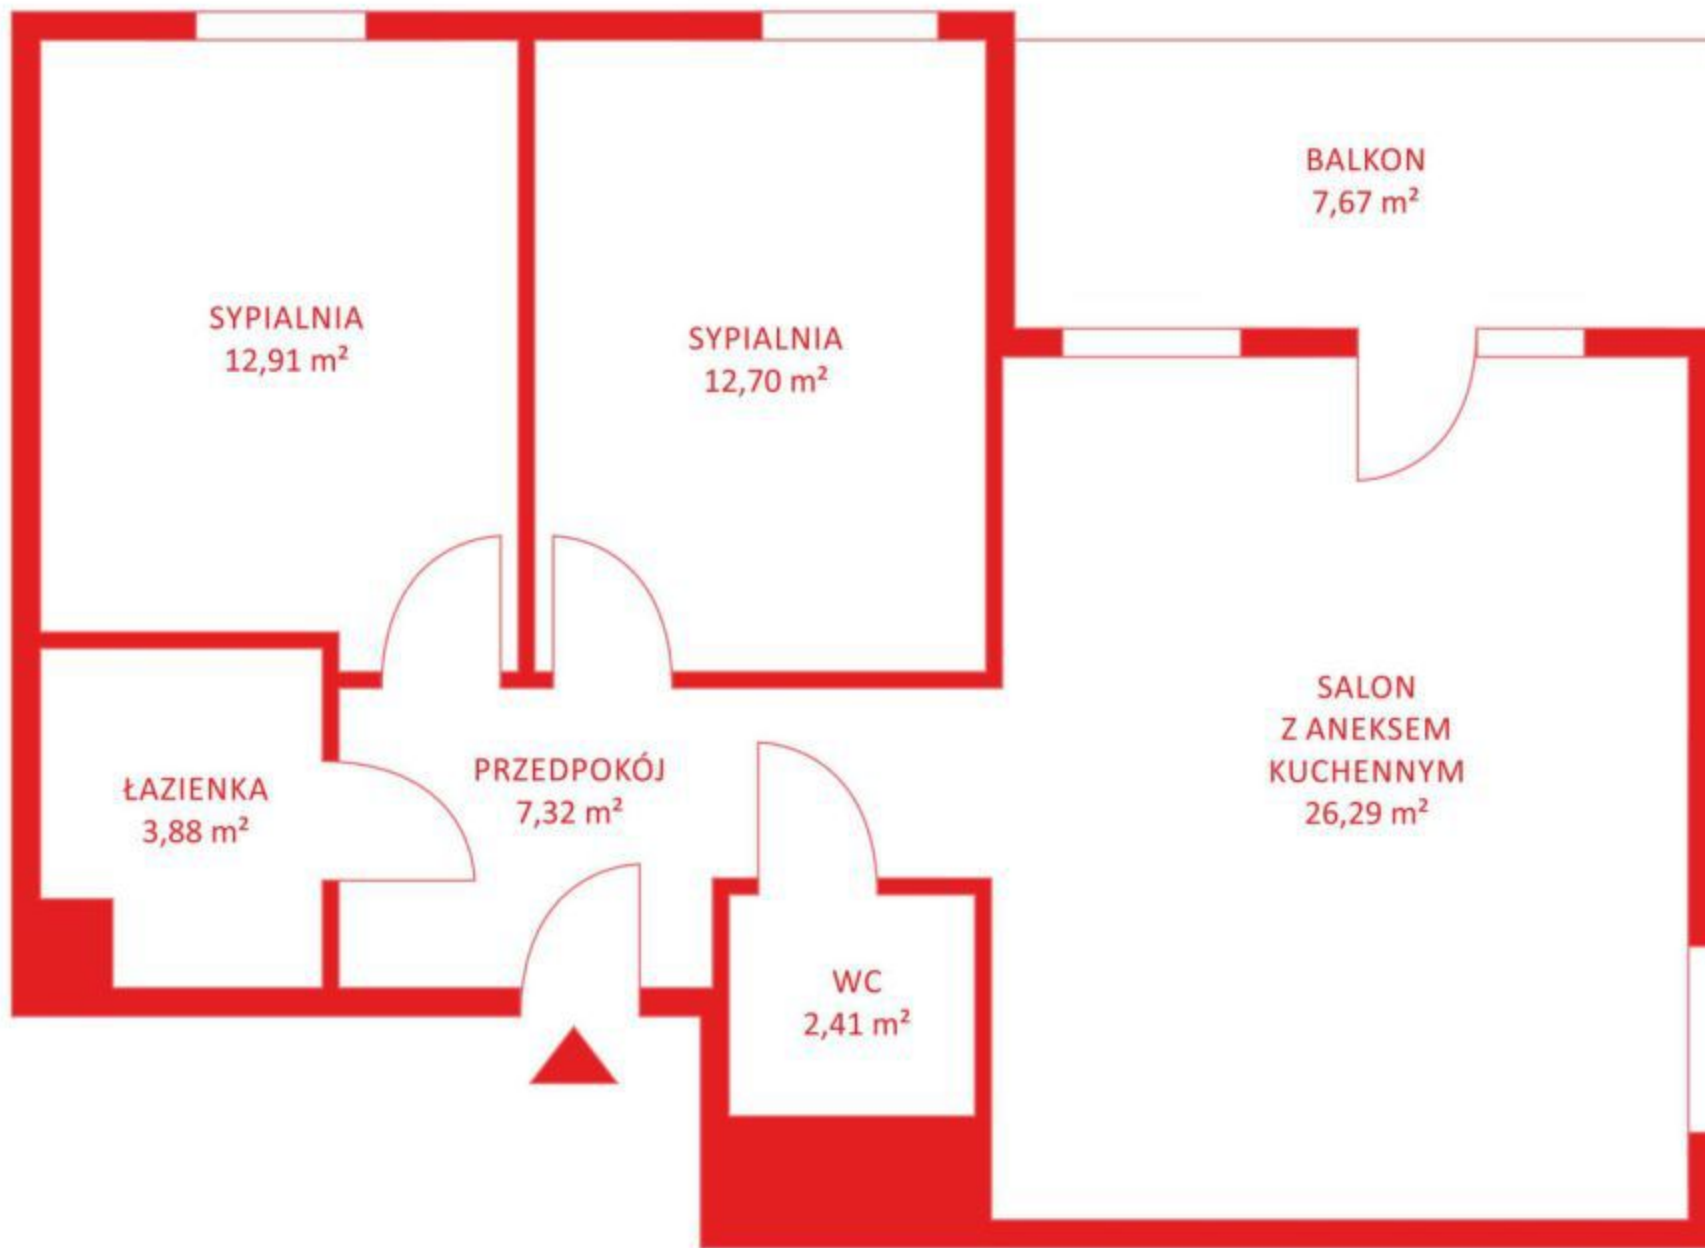 BALKON
7,67 m²
SYPIALNIA
12,91 m²
SYPIALNIA
12,70 m²
SALON
Z ANEKSEM
KUCHENNYM
26,29 m²
PRZEDPOKÓJ
7,32 m²
ŁAZIENKA
3,88 m²
WC
2,41 m²